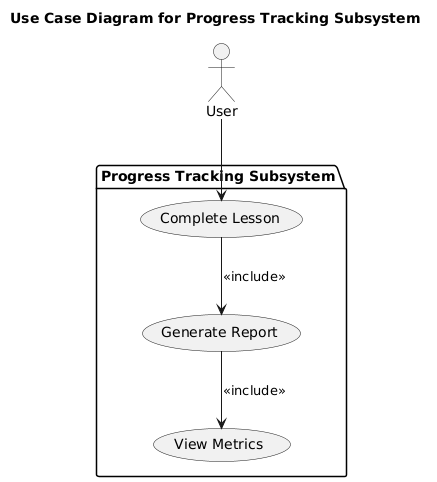 Use Case Diagram for Progress Tracking Subsystem
User
Progress Tracking Subsystem
Complete Lesson
«include»
Generate Report
«include»
View Metrics